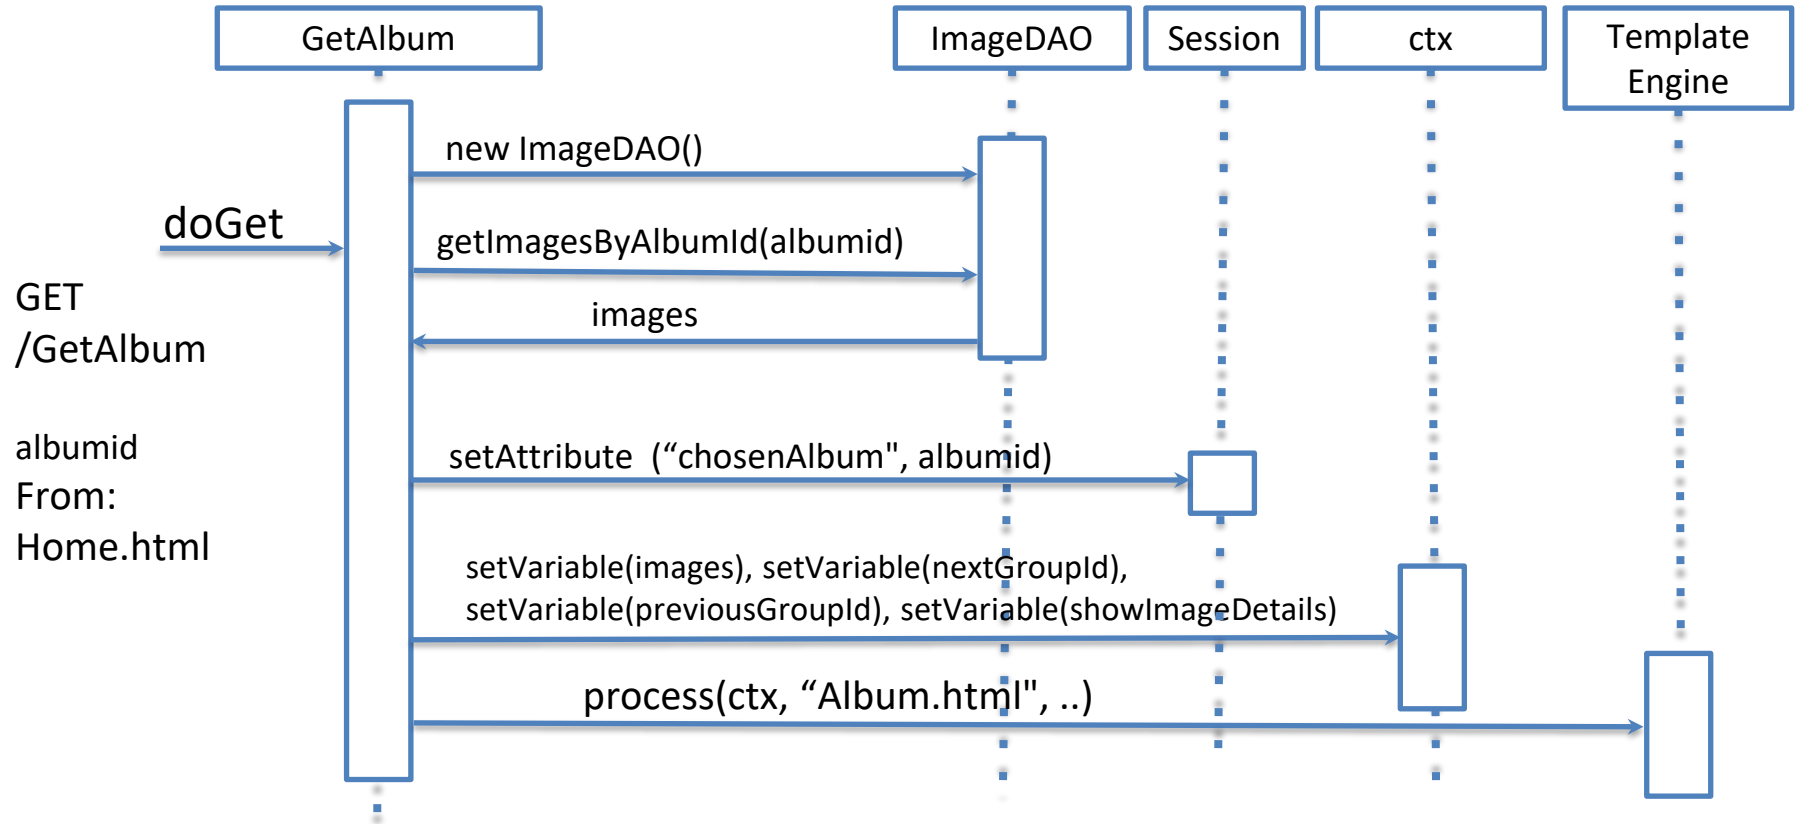 GetAlbum
ImageDAO
Session
ctx
Template
Engine
new ImageDAO()
doGet
getImagesByAlbumId(albumid)
GET
/GetAlbum
images
albumid
From:
Home.html
setAttribute  (“chosenAlbum", albumid)
setVariable(images), setVariable(nextGroupId),
setVariable(previousGroupId), setVariable(showImageDetails)
process(ctx, “Album.html", ..)